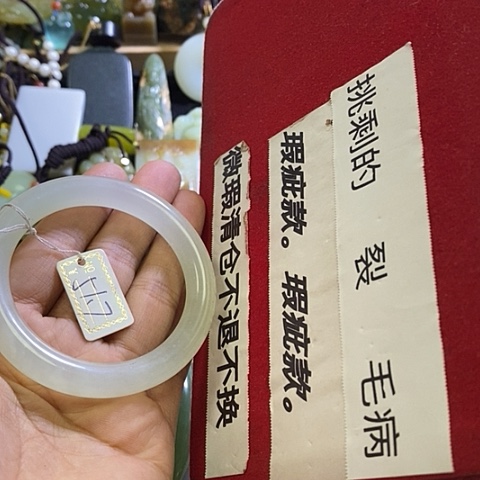 挑剩的 裂 毛病
瑕疵款。瑕疵款。
微瑕清仓不退不换